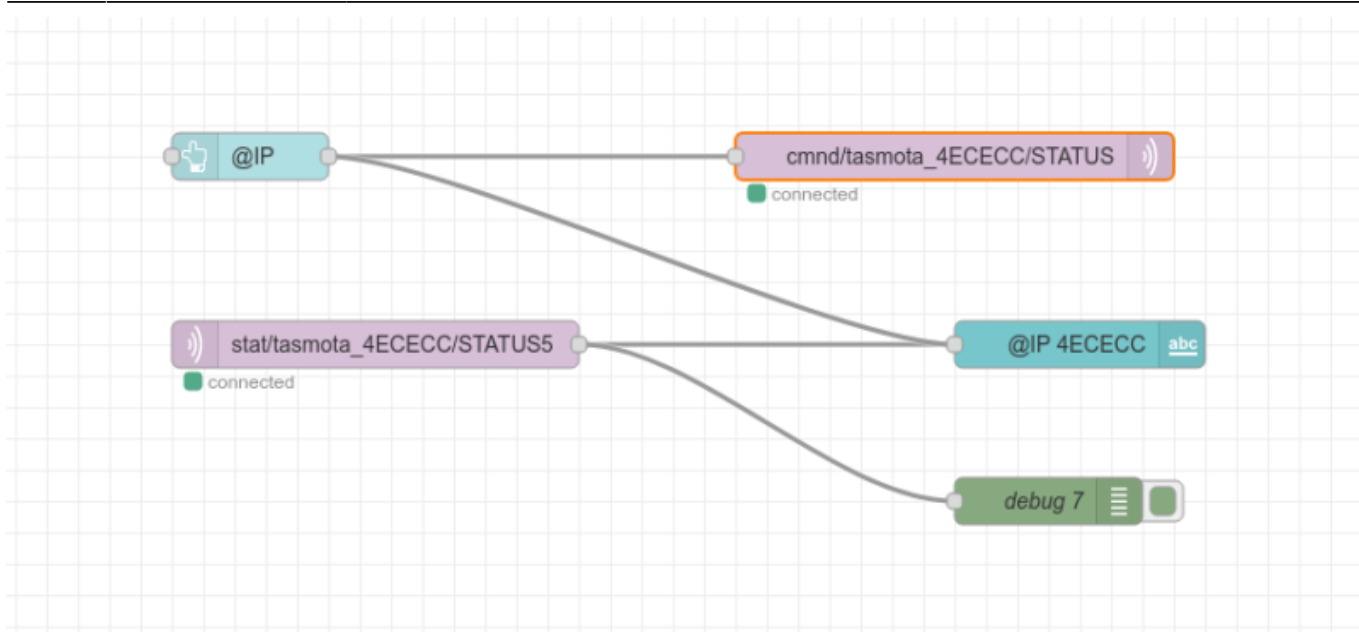 @IP
cmnd/tasmota_4ECECC/STATUS
connected
stat/tasmota_4ECECC/STATUS5
@IP 4ECECC
abc
connected
debug 7